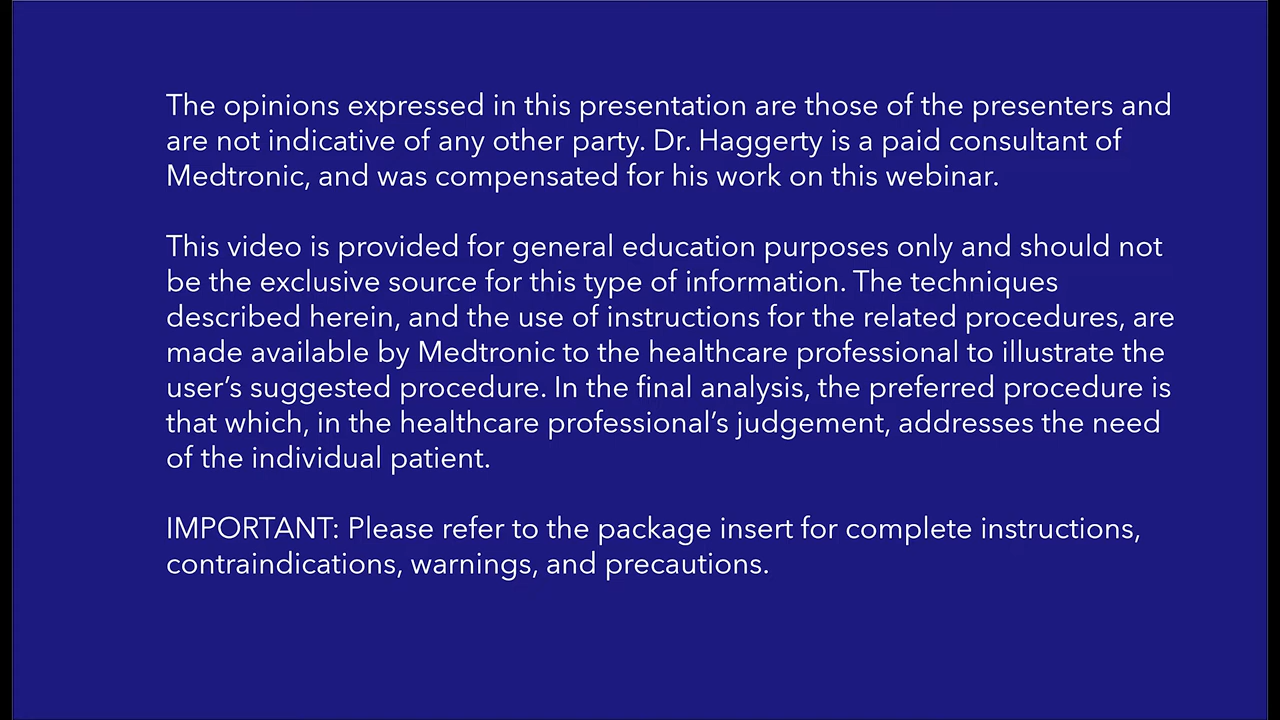 The opinions expressed in this presentation are those of the presenters and
are not indicative of any other party. Dr. Haggerty is a paid consultant of
Medtronic, and was compensated for his work on this webinar.
This video is provided for general education purposes only and should not
be the exclusive source for this type of information. The techniques
described herein, and the use of instructions for the related procedures, are
made available by Medtronic to the healthcare professional to illustrate the
user’s suggested procedure. In the final analysis, the preferred procedure is
that which, in the healthcare professional’s judgement, addresses the need
of the individual patient.
IMPORTANT: Please refer to the package insert for complete instructions,
contraindications, warnings, and precautions.